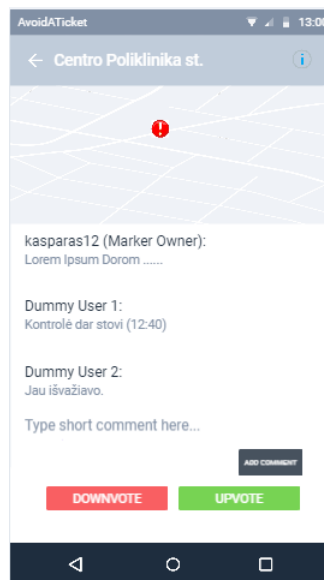 AvoidATicket 13:00
Centro Poliklinika st.
kasparas12 (Marker Owner):
Lorem Ipsum Dorom ......
Dummy User 1:
Kontrolė dar stovi (12:40)
Dummy User 2:
Jau išvažiavo.
Type short comment here...
ADD COMMENT
DOWNVOTE UPVOTE